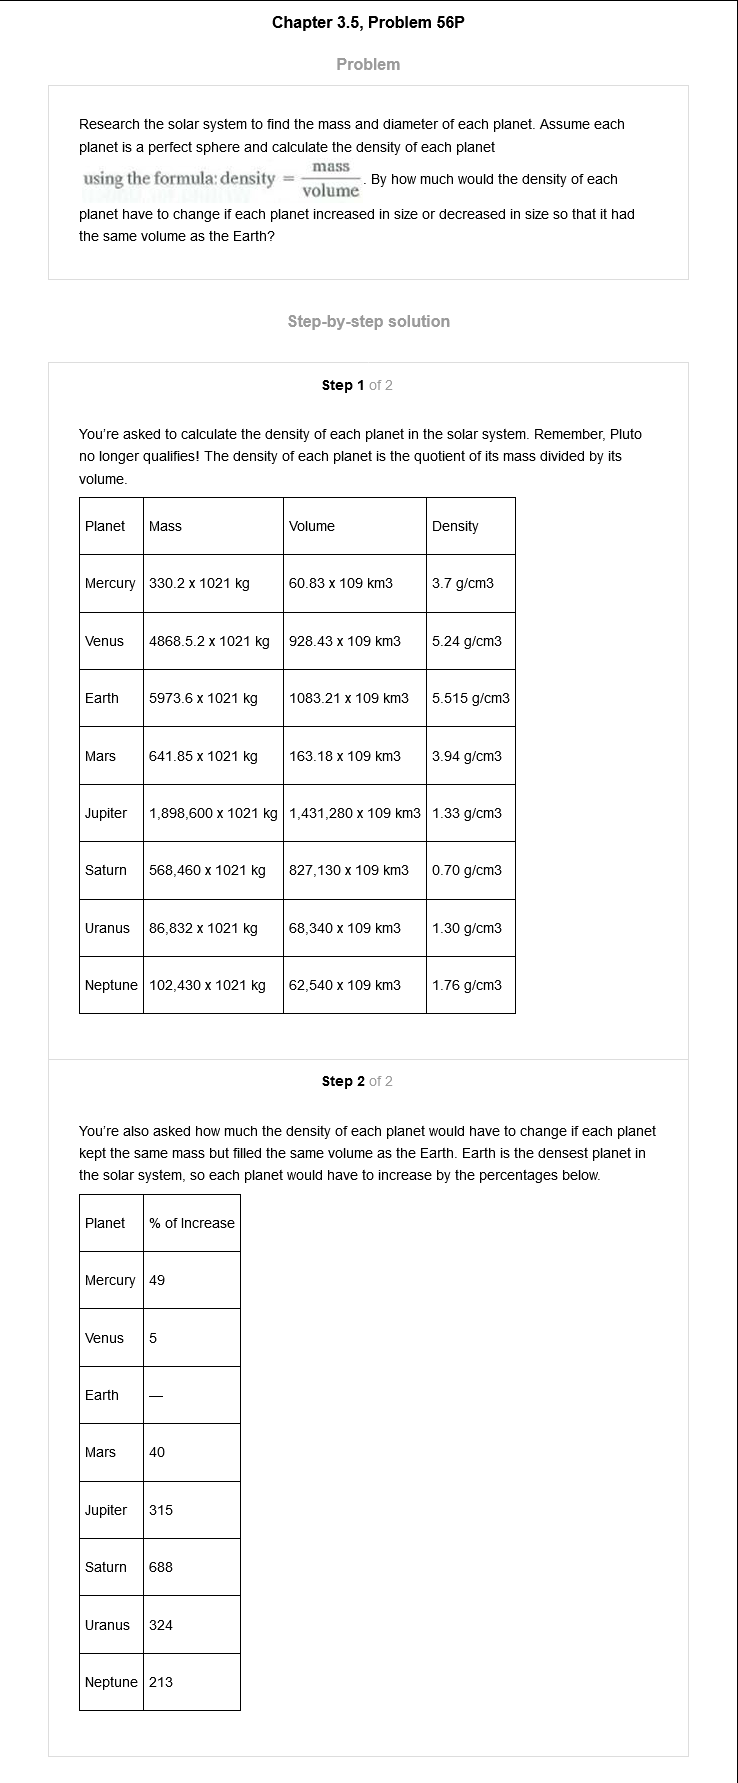 Chapter 3.5, Problem 56P
Problem
Research the solar system to find the mass and diameter of each planet. Assume each
planet is a perfect sphere and calculate the density of each planet
using the formula: density = mass / volume . By how much would the density of each
planet have to change if each planet increased in size or decreased in size so that it had
the same volume as the Earth?
Step-by-step solution
Step 1 of 2
You're asked to calculate the density of each planet in the solar system. Remember, Pluto
no longer qualifies! The density of each planet is the quotient of its mass divided by its
volume.
Planet Mass Volume Density
Mercury 330.2 x 1021 kg 60.83 x 109 km3 3.7 g/cm3
Venus 4868.5.2 x 1021 kg 928.43 x 109 km3 5.24 g/cm3
Earth 5973.6 x 1021 kg 1083.21 x 109 km3 5.515 g/cm3
Mars 641.85 x 1021 kg 163.18 x 109 km3 3.94 g/cm3
Jupiter 1,898,600 x 1021 kg 1,431,280 x 109 km3 1.33 g/cm3
Saturn 568,460 x 1021 kg 827,130 x 109 km3 0.70 g/cm3
Uranus 86,832 x 1021 kg 68,340 x 109 km3 1.30 g/cm3
Neptune 102,430 x 1021 kg 62,540 x 109 km3 1.76 g/cm3
Step 2 of 2
You're also asked how much the density of each planet would have to change if each planet
kept the same mass but filled the same volume as the Earth. Earth is the densest planet in
the solar system, so each planet would have to increase by the percentages below.
Planet % of Increase
Mercury 49
Venus 5
Earth —
Mars 40
Jupiter 315
Saturn 688
Uranus 324
Neptune 213